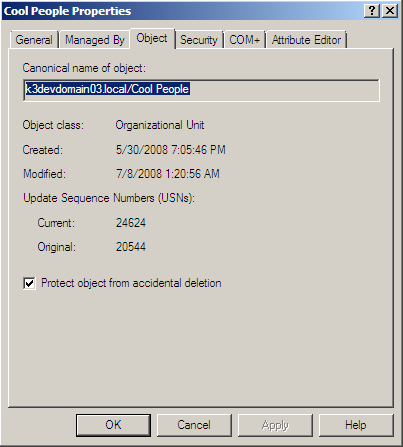 Cool People Properties
General Managed By Object Security COM+ Attribute Editor
Canonical name of object:
k3devdomain03.local/Cool People
Object class: Organizational Unit
Created: 5/30/2008 7:05:46 PM
Modified: 7/8/2008 1:20:56 AM
Update Sequence Numbers (USNs):
Current: 24624
Original: 20544
Protect object from accidental deletion
OK Cancel Apply Help